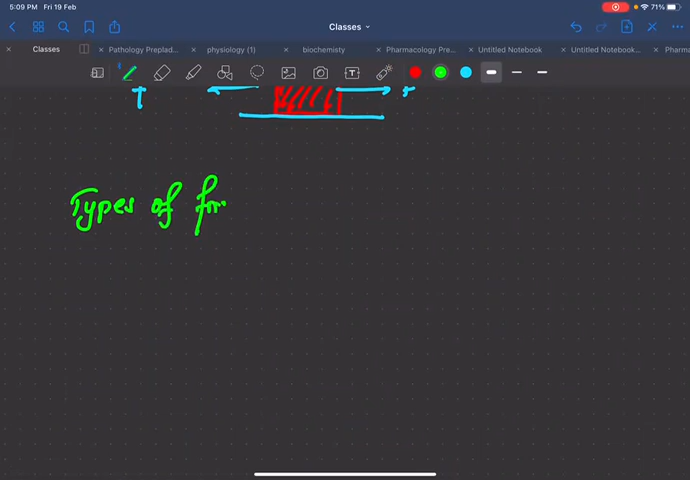 5:09 PM Fri 19 Feb 71%
Classes
Classes Pathology Preplad... physiology (1) biochemisty Pharmacology Pre... Untitled Notebook Untitled Notebook... Pharma
T
T
Types of for